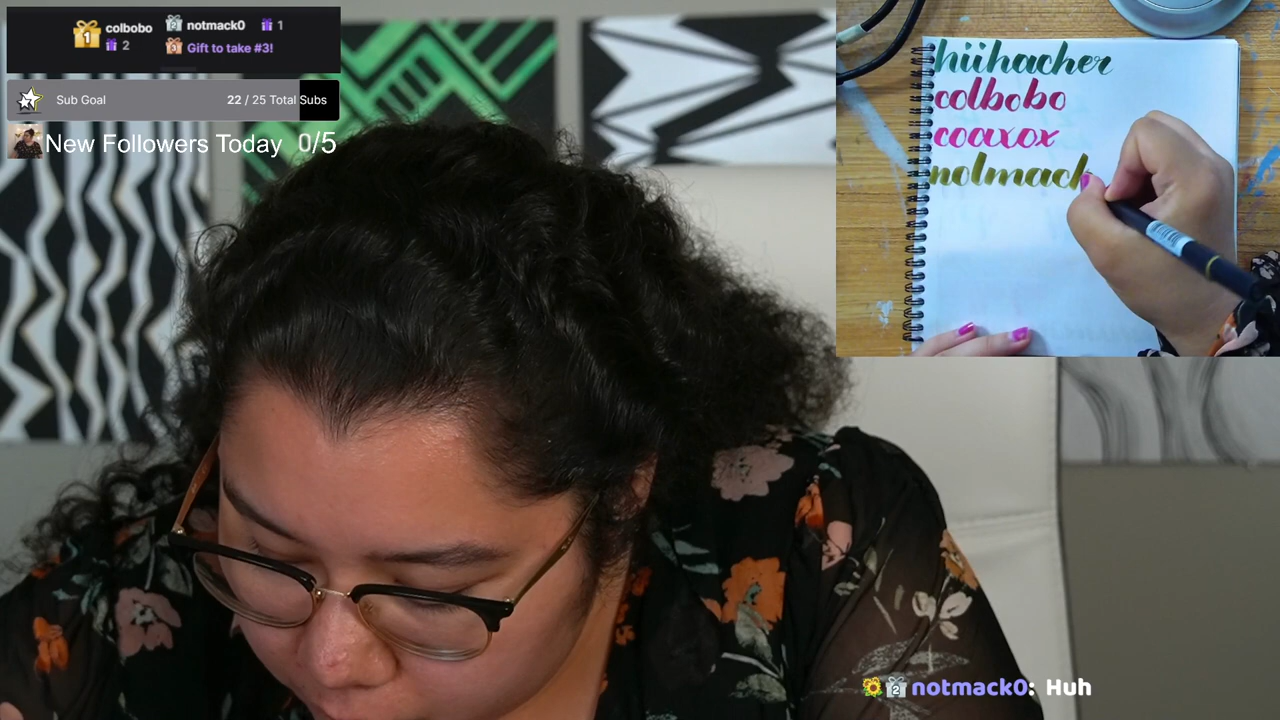 colbobo
2
notmack0 1
Gift to take #3!
Sub Goal 22 / 25 Total Subs
New Followers Today 0/5
hiihacher
colbobo
coaxox
notmack
notmack0: Huh